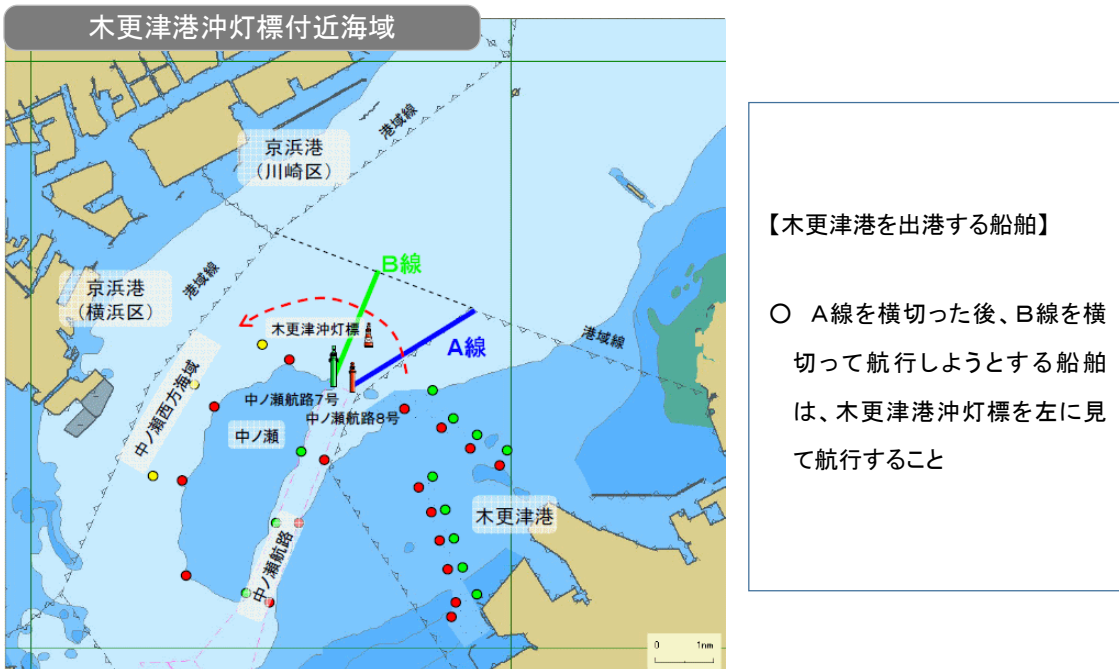 木更津港沖灯標付近海域
港域線
京浜港
(川崎区)
B線
京浜港
(横浜区)
港域線
木更津沖灯標
A線
港域線
中ノ瀬西方海域
中ノ瀬航路7号
中ノ瀬航路8号
中ノ瀬
木更津港
中ノ瀬航路
0 1nm
【木更津港を出港する船舶】
○ A線を横切った後、B線を横
切って航行しようとする船舶
は、木更津港沖灯標を左に見
て航行すること